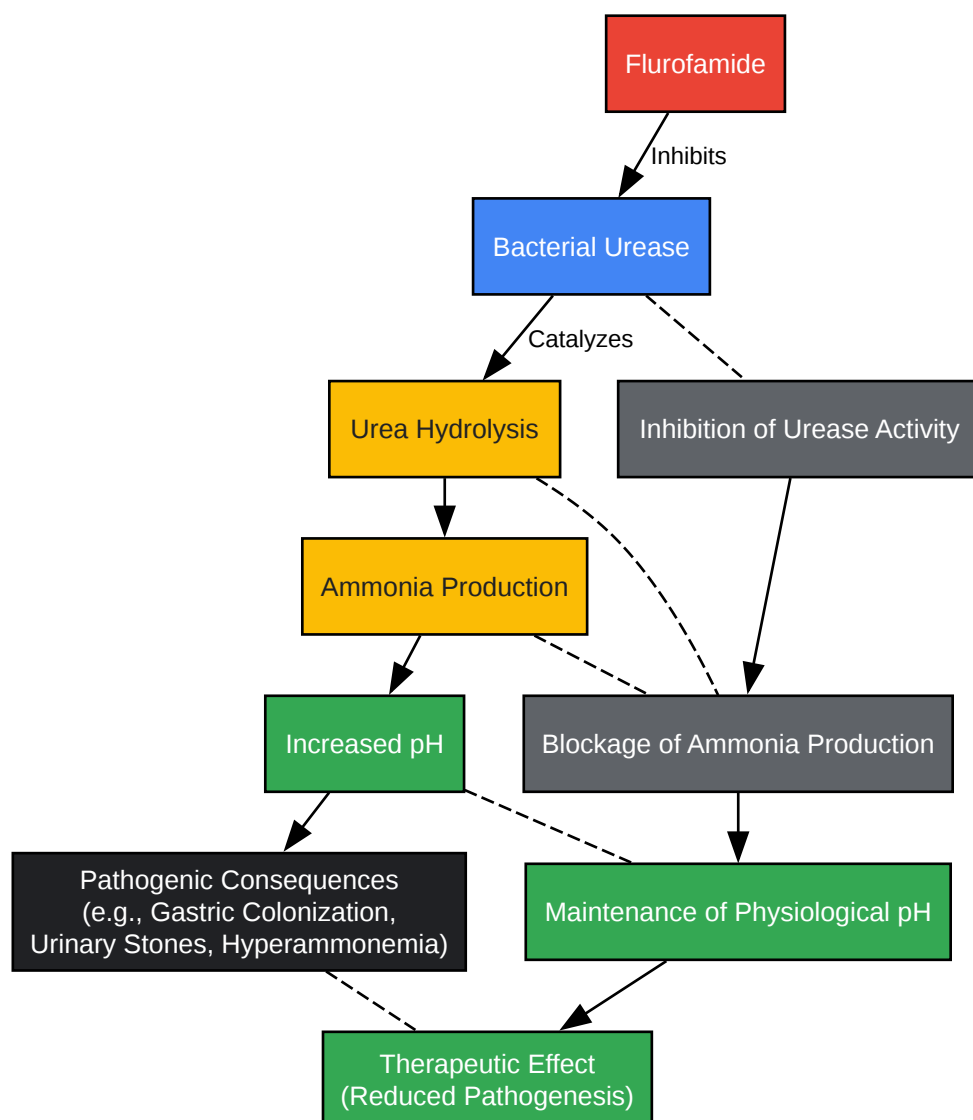 Flurofamide
Inhibits
Bacterial Urease
Catalyzes
Urea Hydrolysis
Inhibition of Urease Activity
Ammonia Production
Increased pH
Blockage of Ammonia Production
Pathogenic Consequences
(e.g., Gastric Colonization,
Urinary Stones, Hyperammonemia)
Maintenance of Physiological pH
Therapeutic Effect
(Reduced Pathogenesis)